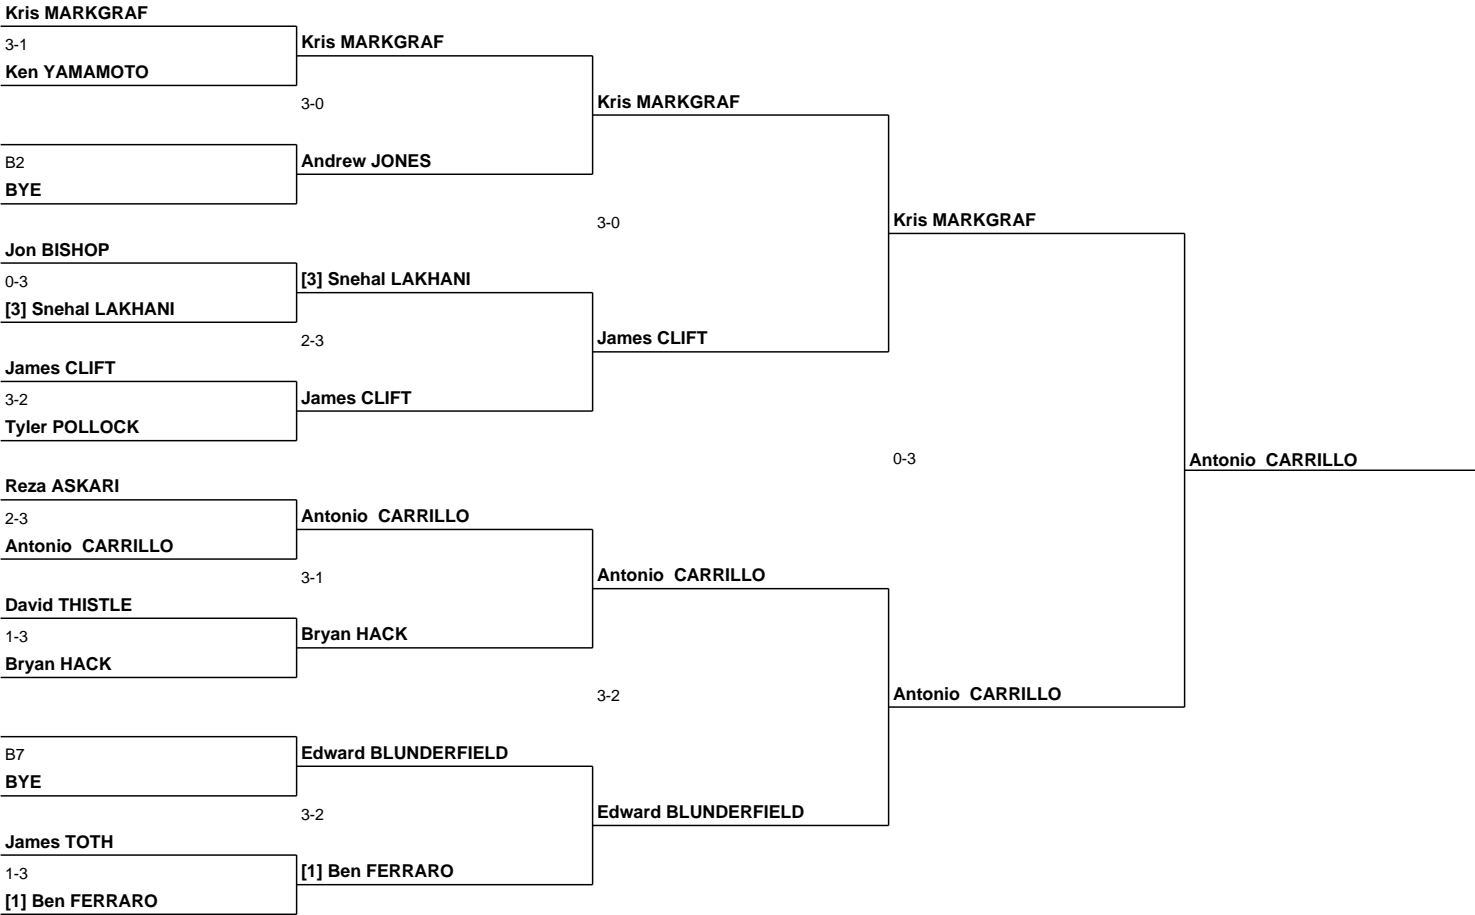 Kris MARKGRAF
3-1
Ken YAMAMOTO
B2
BYE
Jon BISHOP
0-3
[3] Snehal LAKHANI
James CLIFT
3-2
Tyler POLLOCK
Reza ASKARI
2-3
Antonio CARRILLO
David THISTLE
1-3
Bryan HACK
B7
BYE
James TOTH
1-3
[1] Ben FERRARO
Kris MARKGRAF
3-0
Andrew JONES
[3] Snehal LAKHANI
2-3
James CLIFT
Antonio CARRILLO
3-1
Bryan HACK
Edward BLUNDERFIELD
3-2
[1] Ben FERRARO
Kris MARKGRAF
3-0
James CLIFT
Antonio CARRILLO
3-2
Edward BLUNDERFIELD
Kris MARKGRAF
0-3
Antonio CARRILLO
Antonio CARRILLO